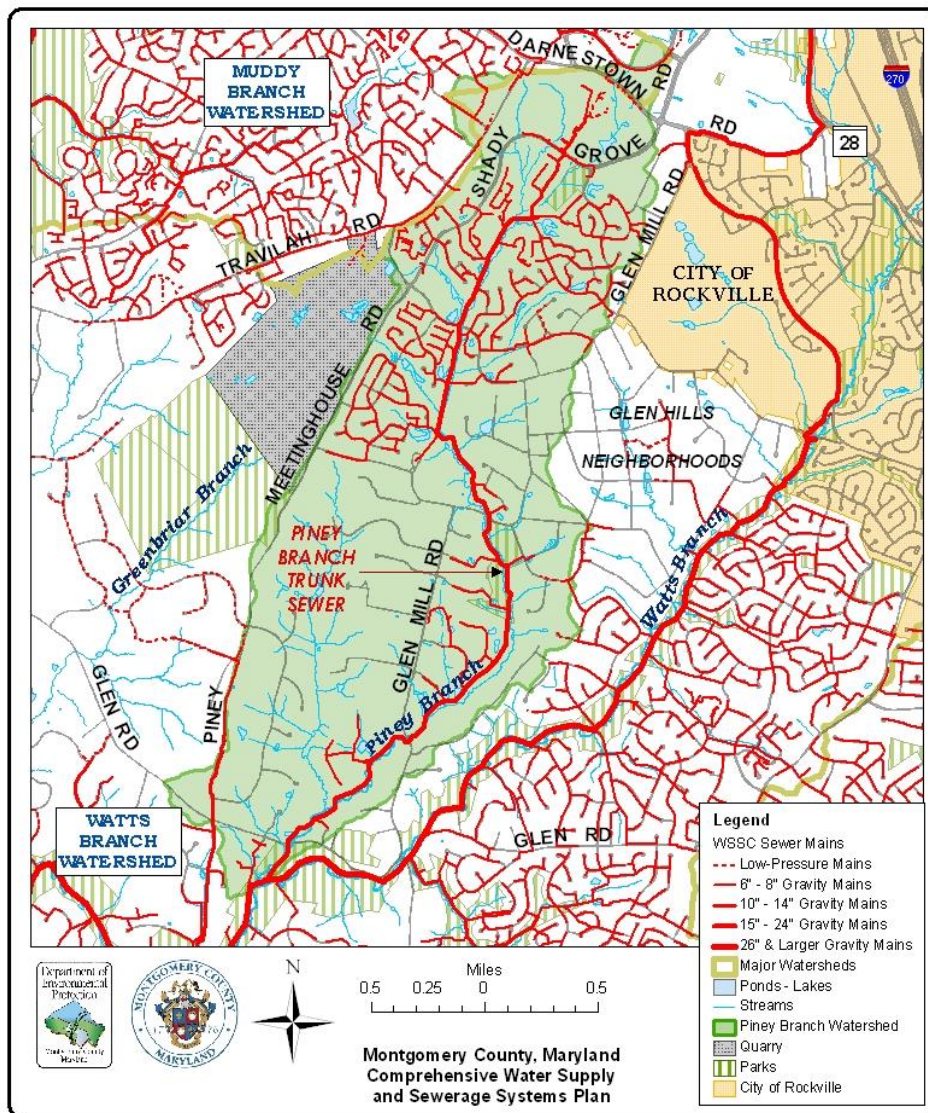 MUDDY
BRANCH
WATERSHED
DARNESTOWN
RD
270
RD
28
SHADY
GROVE
TRAVILAH RD
GLEN MILL RD
CITY OF
ROCKVILLE
MEETINGHOUSE RD
GLEN HILLS
NEIGHBORHOODS
Greenbriar Branch
PINEY
BRANCH
TRUNK
SEWER
GLEN MILL RD
Watts Branch
Piney Branch
GLEN RD
PINEY
WATTS
BRANCH
WATERSHED
GLEN RD
Legend
WSSC Sewer Mains
Low-Pressure Mains
6" - 8" Gravity Mains
10" - 14" Gravity Mains
15" - 24" Gravity Mains
26" & Larger Gravity Mains
Major Watersheds
Ponds - Lakes
Streams
Piney Branch Watershed
Quarry
Parks
City of Rockville
Department of
Environmental
Protection
Montgomery County
Maryland
MONTGOMERY COUNTY
MARYLAND
N
Miles
0.5 0.25 0 0.5
Montgomery County, Maryland
Comprehensive Water Supply
and Sewerage Systems Plan